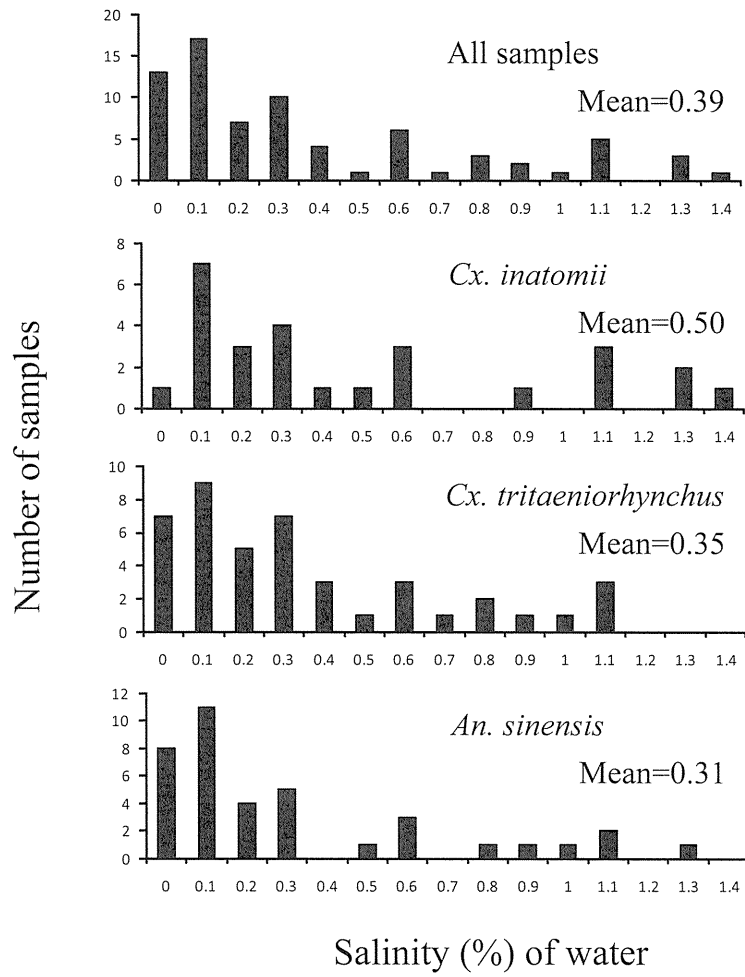 Number of samples
20
15
10
5
0
All samples
Mean=0.39
0 0.1 0.2 0.3 0.4 0.5 0.6 0.7 0.8 0.9 1 1.1 1.2 1.3 1.4
8
6
4
2
0
Cx. inatomii
Mean=0.50
0 0.1 0.2 0.3 0.4 0.5 0.6 0.7 0.8 0.9 1 1.1 1.2 1.3 1.4
10
8
6
4
2
0
Cx. tritaeniorhynchus
Mean=0.35
0 0.1 0.2 0.3 0.4 0.5 0.6 0.7 0.8 0.9 1 1.1 1.2 1.3 1.4
12
10
8
6
4
2
0
An. sinensis
Mean=0.31
0 0.1 0.2 0.3 0.4 0.5 0.6 0.7 0.8 0.9 1 1.1 1.2 1.3 1.4
Salinity (%) of water